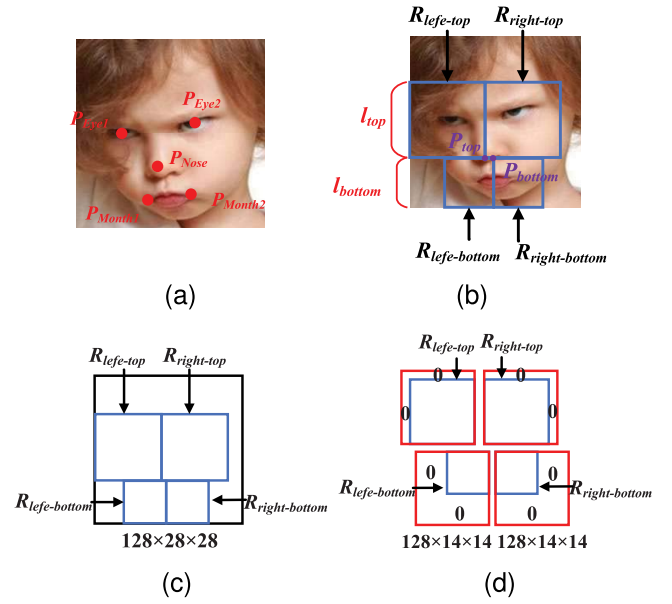 P_Eye1
P_Eye2
P_Nose
P_Month1
P_Month2
(a)
R_lefe-top
R_right-top
l_top
P_top
l_bottom
P_bottom
R_lefe-bottom
R_right-bottom
(b)
R_lefe-top
R_right-top
R_lefe-bottom
R_right-bottom
128×28×28
(c)
R_lefe-top
R_right-top
0
0
0
0
0
0
R_lefe-bottom
R_right-bottom
0
0
128×14×14
128×14×14
(d)